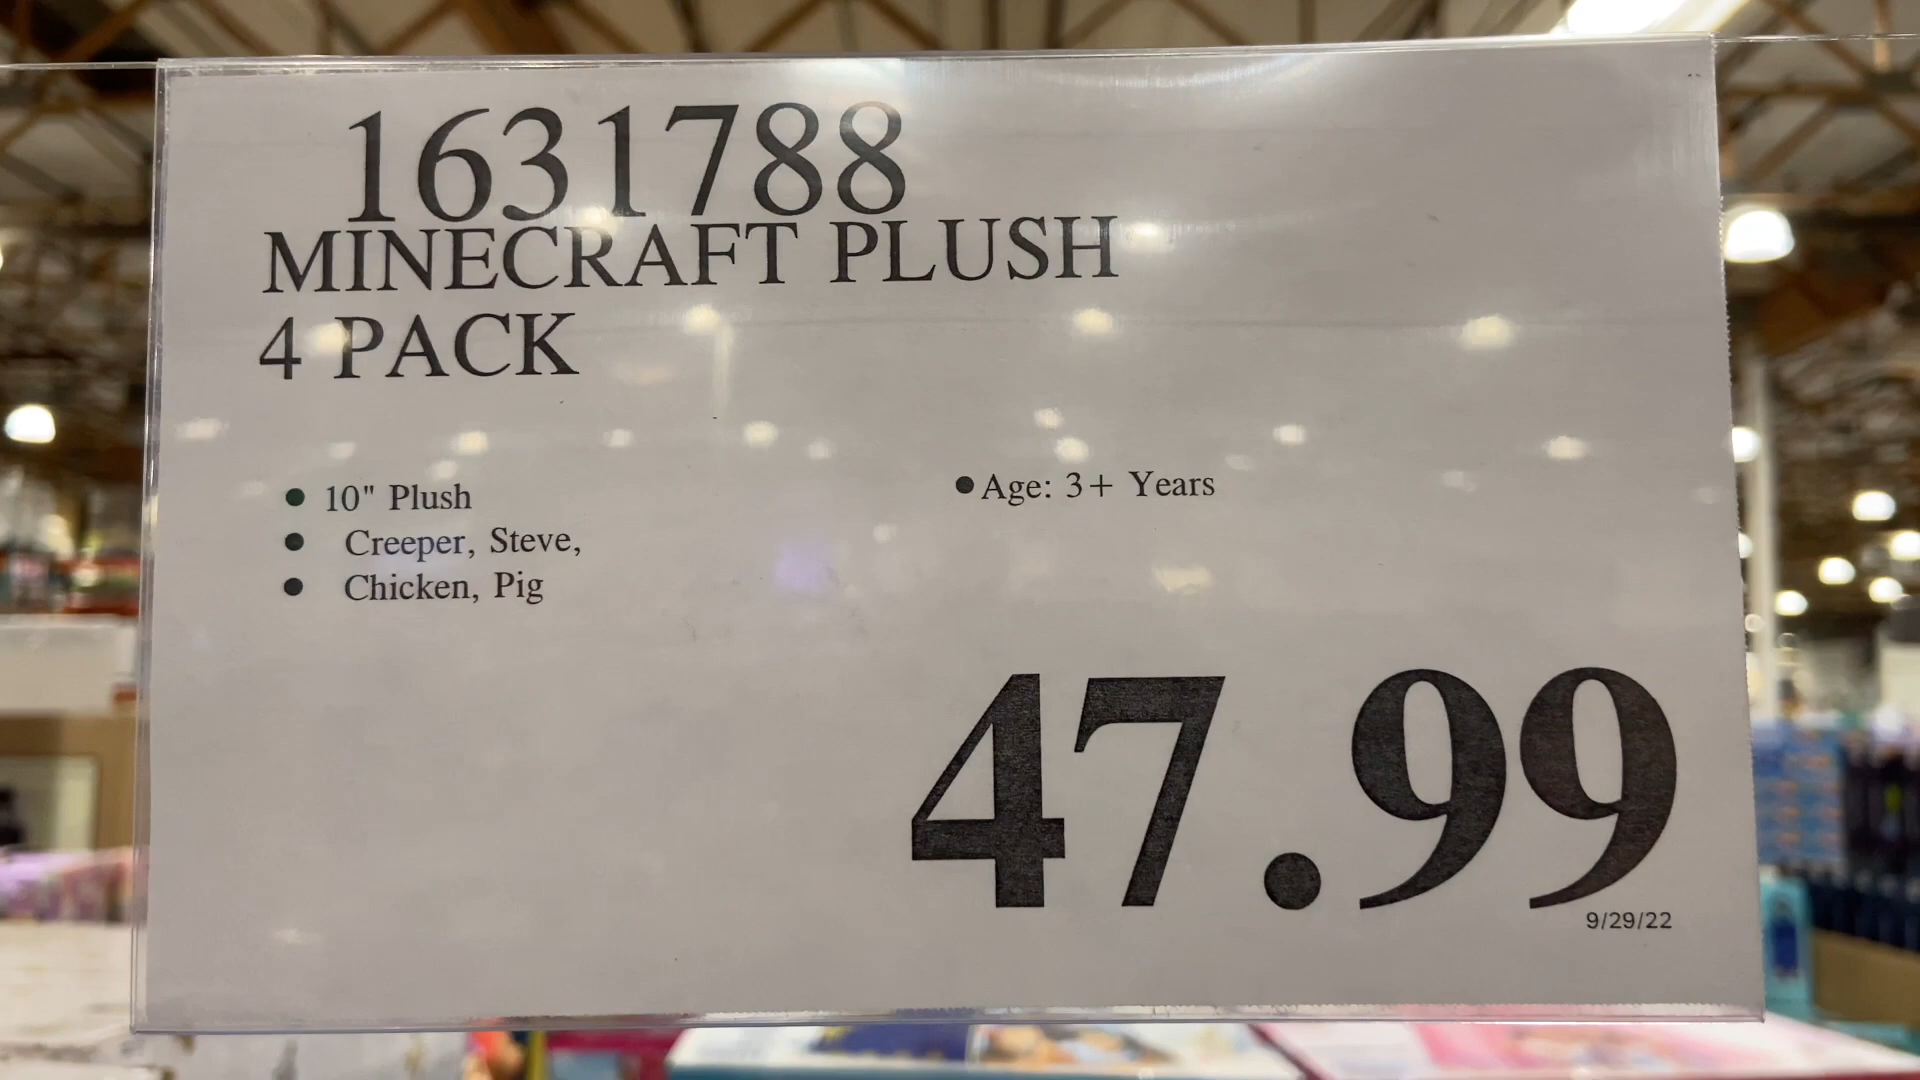 1631788
MINECRAFT PLUSH
4 PACK
• 10" Plush
• Creeper, Steve,
• Chicken, Pig
• Age: 3+ Years
47.99
9/29/22